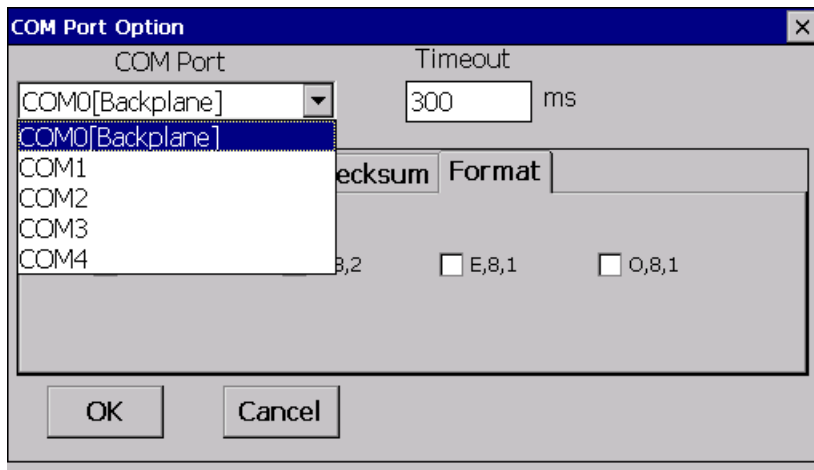 COM Port Option
COM Port
Timeout
COM0[Backplane]
300
ms
COM0[Backplane]
COM1
COM2
COM3
COM4
Format
E,8,1
O,8,1
OK
Cancel